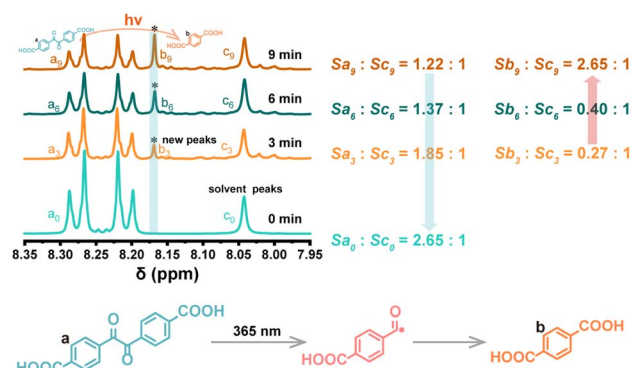 hv
a
b
COOH
HOOC
COOH
HOOC
*
a₉
b₉
c₉
9 min
*
a₆
b₆
c₆
6 min
*
new peaks
a₃
b₃
c₃
3 min
solvent peaks
a₀
c₀
0 min
8.35 8.30 8.25 8.20 8.15 8.10 8.05 8.00 7.95
δ (ppm)
Sa₉ : Sc₉ = 1.22 : 1
Sb₉ : Sc₉ = 2.65 : 1
Sa₆ : Sc₆ = 1.37 : 1
Sb₆ : Sc₆ = 0.40 : 1
Sa₃ : Sc₃ = 1.85 : 1
Sb₃ : Sc₃ = 0.27 : 1
Sa₀ : Sc₀ = 2.65 : 1
a
O
COOH
HOOC
O
365 nm
O
C
HOOC
b
COOH
HOOC